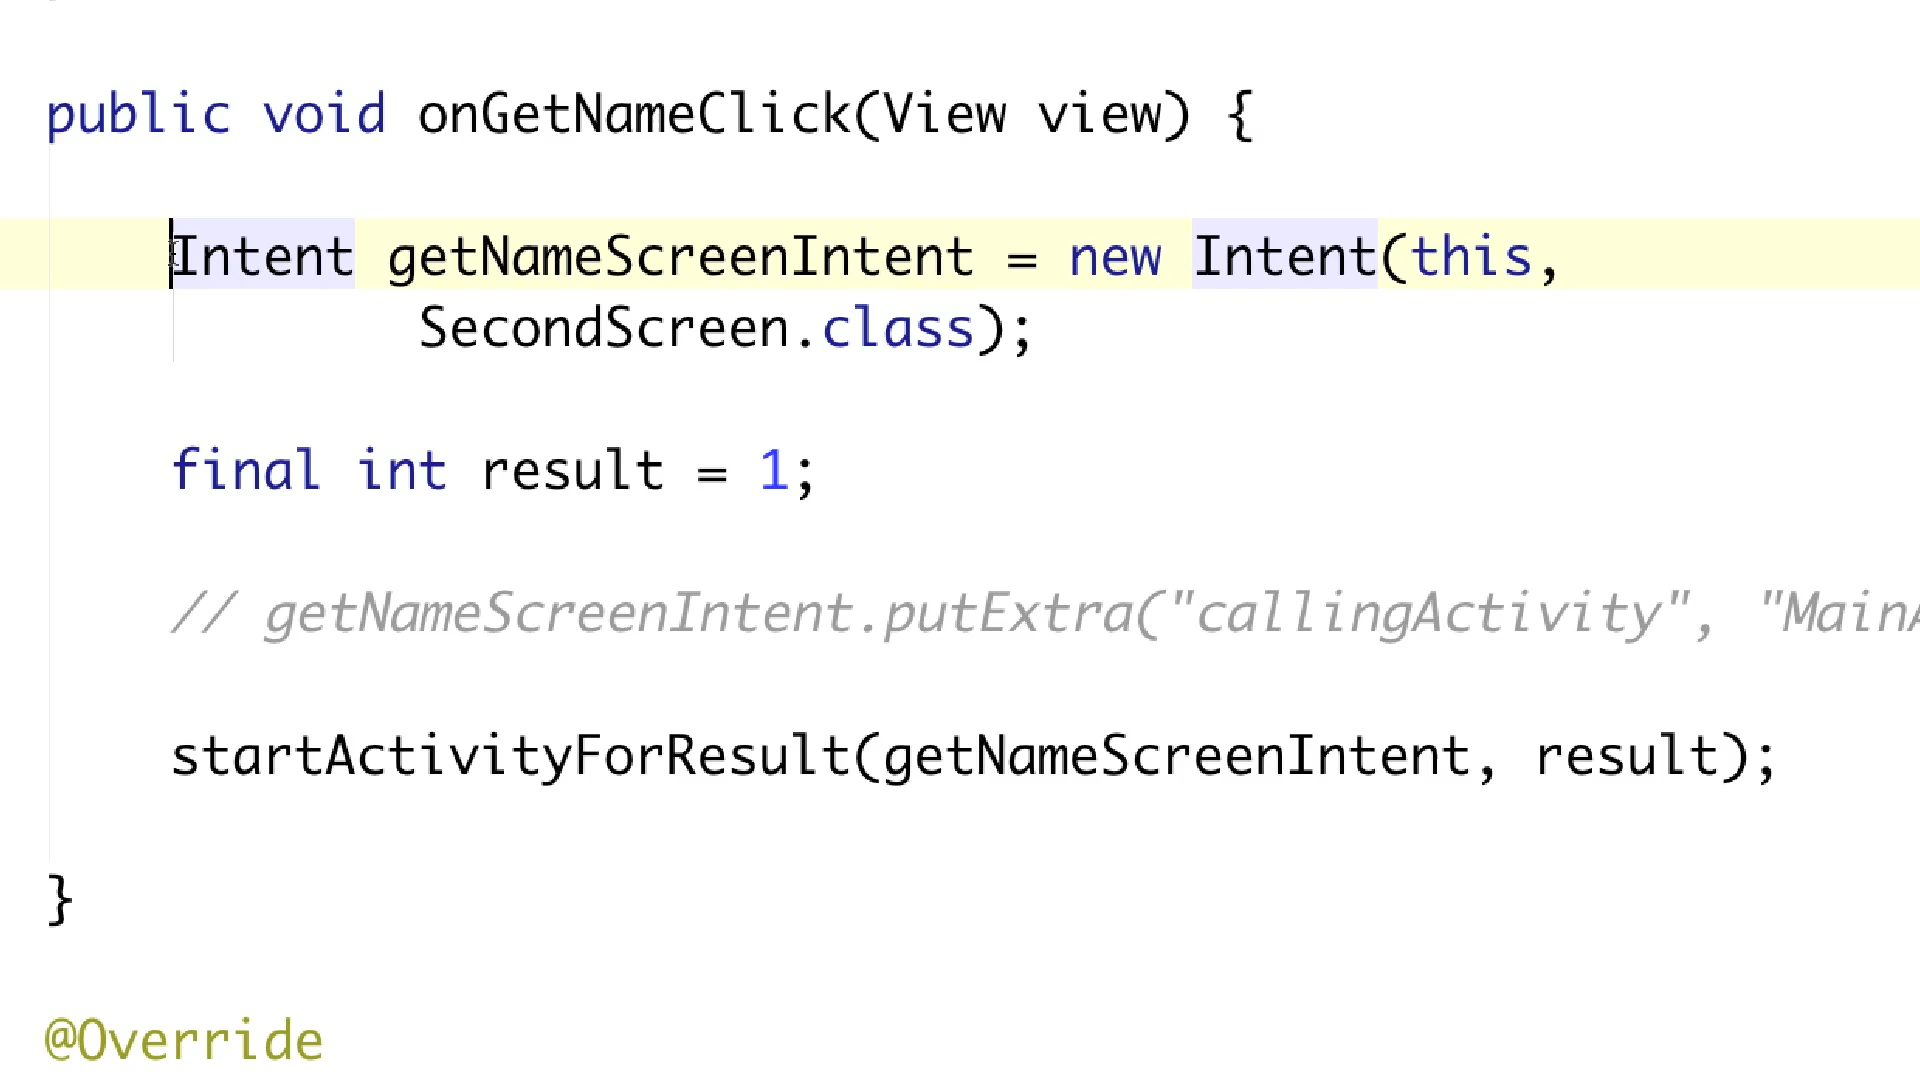 public void onGetNameClick(View view) {
Intent getNameScreenIntent = new Intent(this,
SecondScreen.class);
final int result = 1;
// getNameScreenIntent.putExtra("callingActivity", "MainA
startActivityForResult(getNameScreenIntent, result);
}
@Override